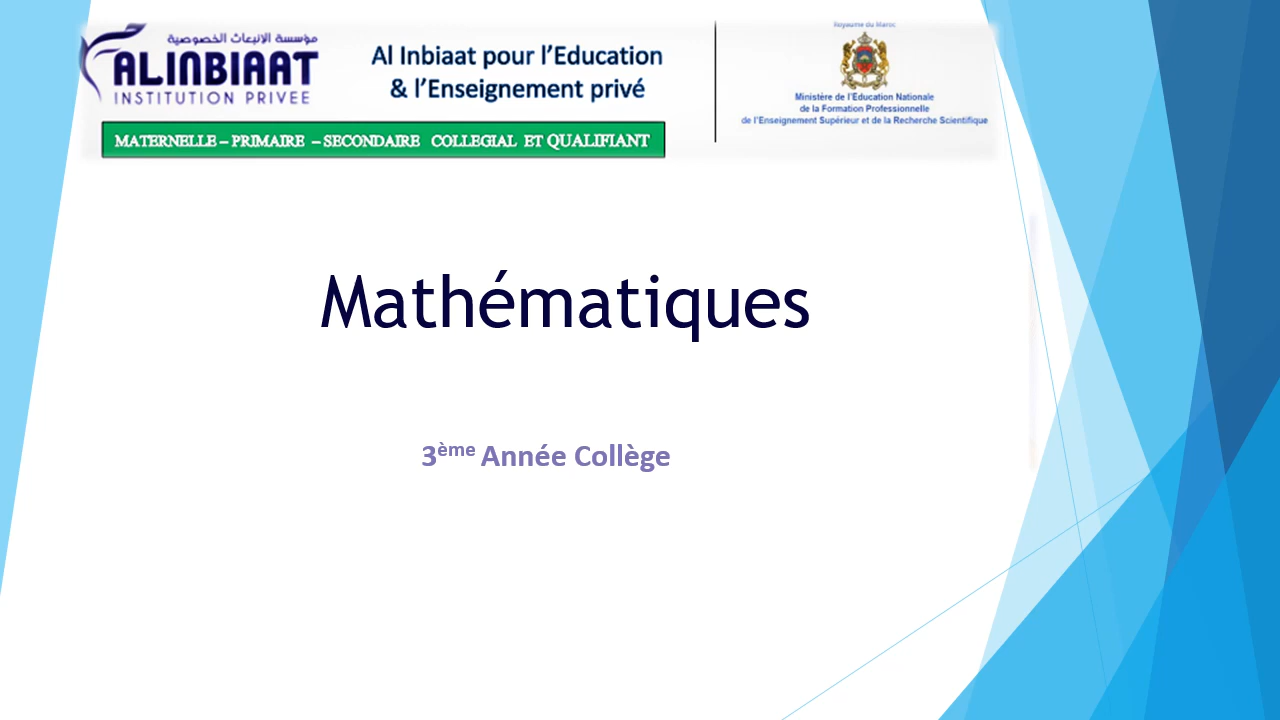 مؤسسة الانبعاث الخصوصية
ALINBIAAT
INSTITUTION PRIVEE
Al Inbiaat pour l'Education
& l'Enseignement privé
MATERNELLE – PRIMAIRE – SECONDAIRE COLLEGIAL ET QUALIFIANT
Royaume du Maroc
Ministère de l'Éducation Nationale
de la Formation Professionnelle
de l'Enseignement Supérieur et de la Recherche Scientifique
Mathématiques
3ème Année Collège